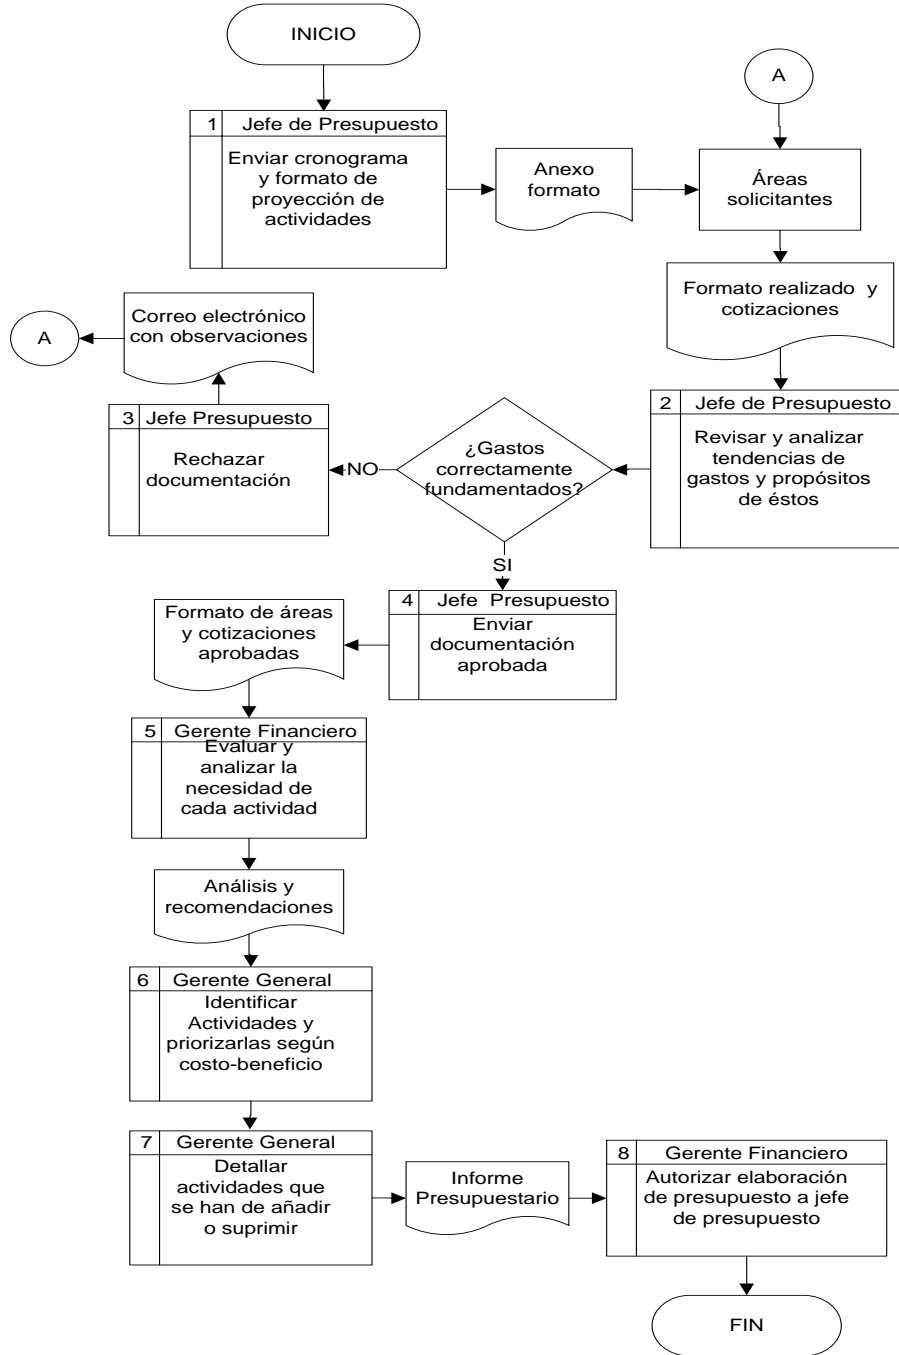 INICIO
A
1 Jefe de Presupuesto
Enviar cronograma
y formato de
proyección de
actividades
Anexo
formato
Áreas
solicitantes
Formato realizado y
cotizaciones
Correo electrónico
con observaciones
A
2 Jefe de Presupuesto
Revisar y analizar
tendencias de
gastos y propósitos
de éstos
¿Gastos
correctamente
fundamentados?
NO
3 Jefe Presupuesto
Rechazar
documentación
SI
4 Jefe Presupuesto
Enviar
documentación
aprobada
Formato de áreas
y cotizaciones
aprobadas
5 Gerente Financiero
Evaluar y
analizar la
necesidad de
cada actividad
Análisis y
recomendaciones
6 Gerente General
Identificar
Actividades y
priorizarlas según
costo-beneficio
7 Gerente General
Detallar
actividades que
se han de añadir
o suprimir
Informe
Presupuestario
8 Gerente Financiero
Autorizar elaboración
de presupuesto a jefe
de presupuesto
FIN